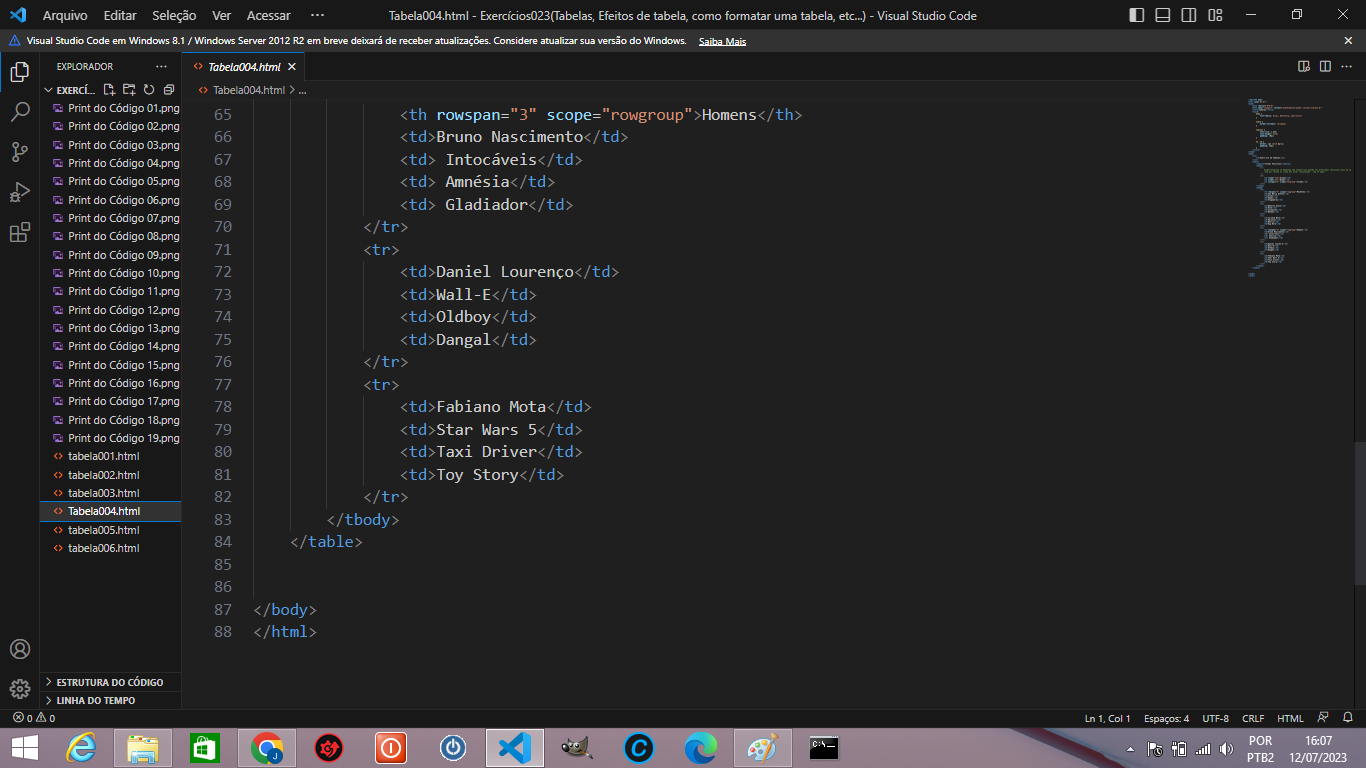 Arquivo Editar Seleção Ver Acessar ··· Tabela004.html - Exercícios023(Tabelas, Efeitos de tabela, como formatar uma tabela, etc...) - Visual Studio Code
Visual Studio Code em Windows 8.1 / Windows Server 2012 R2 em breve deixará de receber atualizações. Considere atualizar sua versão do Windows. Saiba Mais
EXPLORADOR ···
EXERCÍ...
Print do Código 01.png
Print do Código 02.png
Print do Código 03.png
Print do Código 04.png
Print do Código 05.png
Print do Código 06.png
Print do Código 07.png
Print do Código 08.png
Print do Código 09.png
Print do Código 10.png
Print do Código 11.png
Print do Código 12.png
Print do Código 13.png
Print do Código 14.png
Print do Código 15.png
Print do Código 16.png
Print do Código 17.png
Print do Código 18.png
Print do Código 19.png
tabela001.html
tabela002.html
tabela003.html
Tabela004.html
tabela005.html
tabela006.html
ESTRUTURA DO CÓDIGO
LINHA DO TEMPO
Tabela004.html
Tabela004.html > ...
65 <th rowspan="3" scope="rowgroup">Homens</th>
66 <td>Bruno Nascimento</td>
67 <td> Intocáveis</td>
68 <td> Amnésia</td>
69 <td> Gladiador</td>
70 </tr>
71 <tr>
72 <td>Daniel Lourenço</td>
73 <td>Wall-E</td>
74 <td>Oldboy</td>
75 <td>Dangal</td>
76 </tr>
77 <tr>
78 <td>Fabiano Mota</td>
79 <td>Star Wars 5</td>
80 <td>Taxi Driver</td>
81 <td>Toy Story</td>
82 </tr>
83 </tbody>
84 </table>
85
86
87 </body>
88 </html>
0 0 Ln 1, Col 1 Espaços: 4 UTF-8 CRLF HTML
POR 16:07
PTB2 12/07/2023